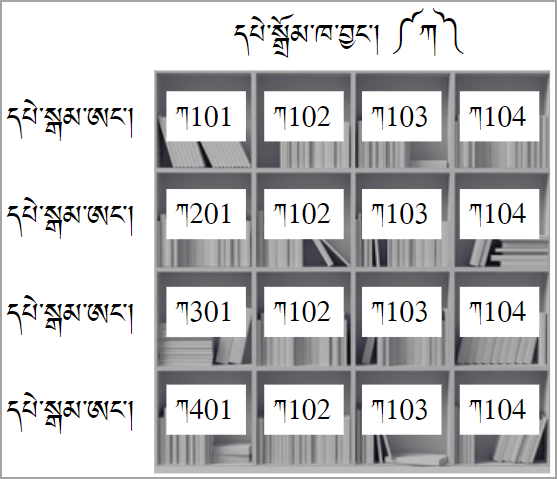 དཔེ་སྒྲོམ་ཁ་བྱང་། ༼ཀ༽
དཔེ་སྒམ་ཨང་། ཀ101 ཀ102 ཀ103 ཀ104
དཔེ་སྒམ་ཨང་། ཀ201 ཀ102 ཀ103 ཀ104
དཔེ་སྒམ་ཨང་། ཀ301 ཀ102 ཀ103 ཀ104
དཔེ་སྒམ་ཨང་། ཀ401 ཀ102 ཀ103 ཀ104